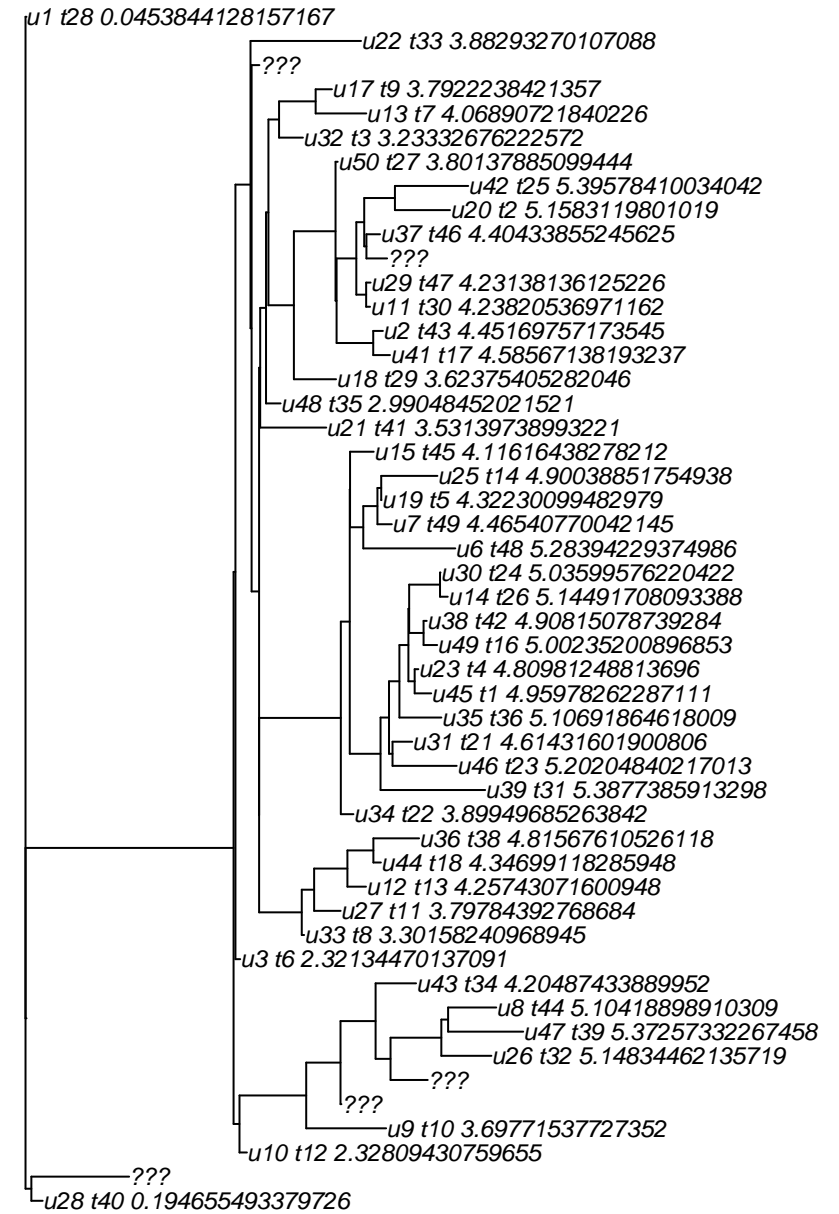 u1 t28 0.0453844128157167
u22 t33 3.88293270107088
???
u17 t9 3.7922238421357
u13 t7 4.06890721840226
u32 t3 3.23332676222572
u50 t27 3.80137885099444
u42 t25 5.39578410034042
u20 t2 5.1583119801019
u37 t46 4.40433855245625
???
u29 t47 4.23138136125226
u11 t30 4.23820536971162
u2 t43 4.45169757173545
u41 t17 4.58567138193237
u18 t29 3.62375405282046
u48 t35 2.99048452021521
u21 t41 3.53139738993221
u15 t45 4.11616438278212
u25 t14 4.90038851754938
u19 t5 4.32230099482979
u7 t49 4.46540770042145
u6 t48 5.28394229374986
u30 t24 5.03599576220422
u14 t26 5.14491708093388
u38 t42 4.90815078739284
u49 t16 5.00235200896853
u23 t4 4.80981248813696
u45 t1 4.95978262287111
u35 t36 5.10691864618009
u31 t21 4.61431601900806
u46 t23 5.20204840217013
u39 t31 5.3877385913298
u34 t22 3.89949685263842
u36 t38 4.81567610526118
u44 t18 4.34699118285948
u12 t13 4.25743071600948
u27 t11 3.79784392768684
u33 t8 3.30158240968945
u3 t6 2.32134470137091
u43 t34 4.20487433889952
u8 t44 5.10418898910309
u47 t39 5.37257332267458
u26 t32 5.14834462135719
???
???
u9 t10 3.69771537727352
u10 t12 2.32809430759655
???
u28 t40 0.194655493379726